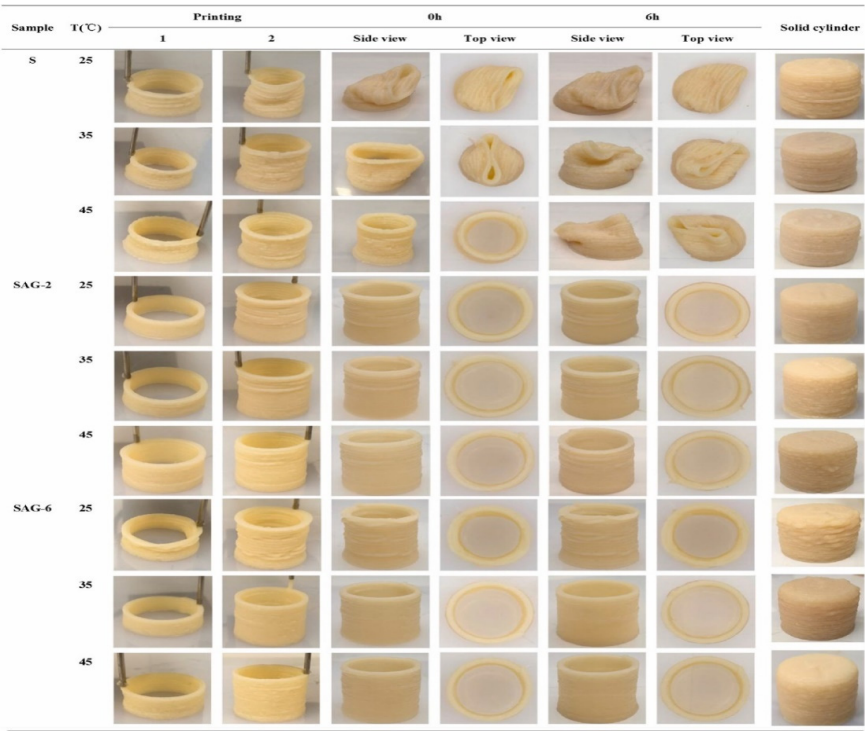 Printing 0h 6h
Sample T(℃) Solid cylinder
1 2 Side view Top view Side view Top view
S 25
35
45
SAG-2 25
35
45
SAG-6 25
35
45